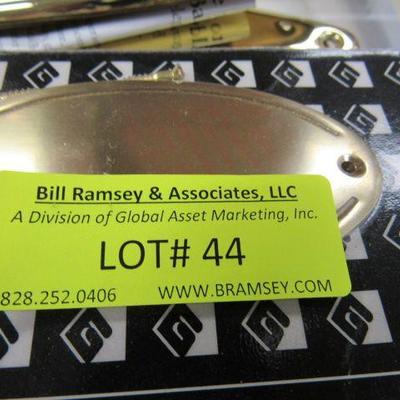 Bill Ramsey & Associates, LLC
A Division of Global Asset Marketing, Inc.
LOT# 44
828.252.0406 WWW.BRAMSEY.COM